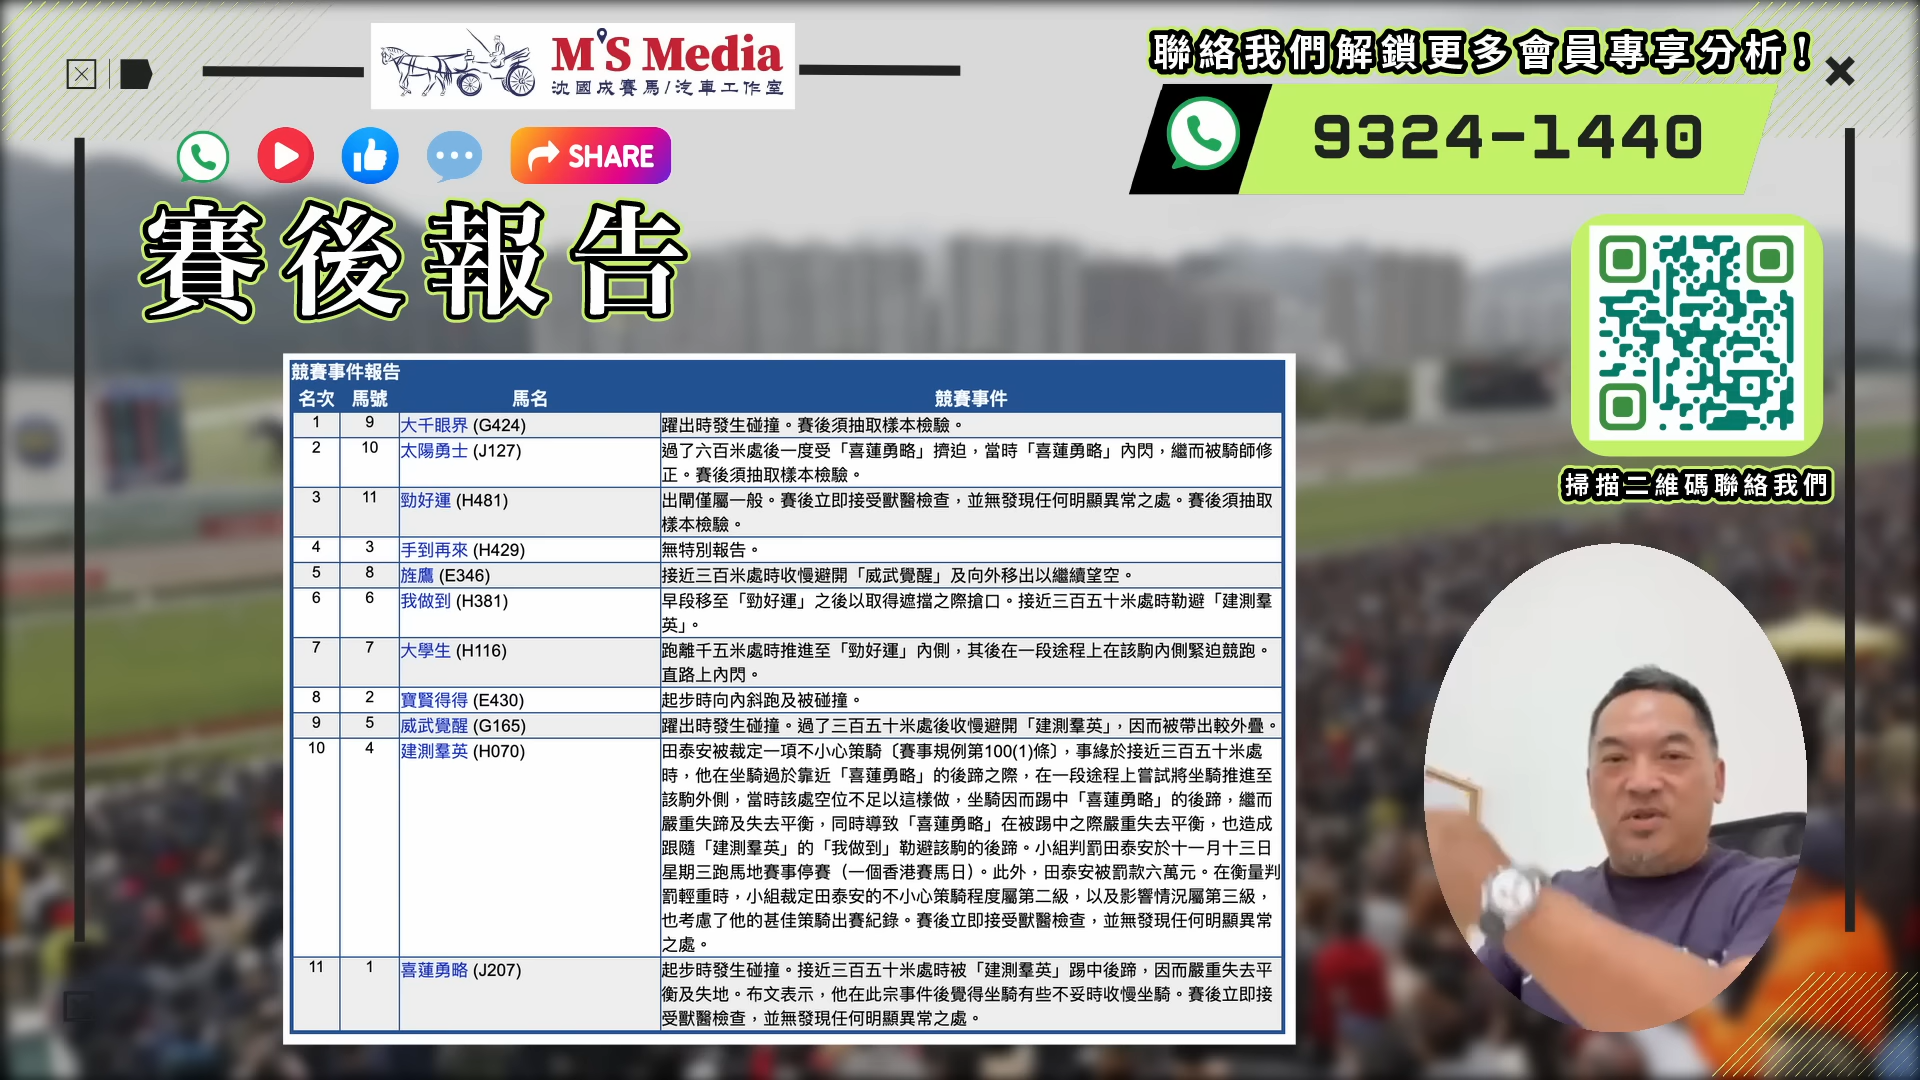 M'S Media
沈國成賽馬/汽車工作室
聯絡我們解鎖更多會員專享分析!
9324-1440
SHARE
賽後報告
掃描二維碼聯絡我們
競賽事件報告
名次 馬號 馬名 競賽事件
1 9 大千眼界 (G424) 躍出時發生碰撞。賽後須抽取樣本檢驗。
2 10 太陽勇士 (J127) 過了六百米處後一度受「喜蓮勇略」擠迫，當時「喜蓮勇略」內閃，繼而被騎師修
正。賽後須抽取樣本檢驗。
3 11 勁好運 (H481) 出閘僅屬一般。賽後立即接受獸醫檢查，並無發現任何明顯異常之處。賽後須抽取
樣本檢驗。
4 3 手到再來 (H429) 無特別報告。
5 8 旌鷹 (E346) 接近三百米處時收慢避開「威武覺醒」及向外移出以繼續望空。
6 6 我做到 (H381) 早段移至「勁好運」之後以取得遮擋之際搶口。接近三百五十米處時勒避「建測羣
英」。
7 7 大學生 (H116) 跑離千五米處時推進至「勁好運」內側，其後在一段途程上在該駒內側緊迫競跑。
直路上內閃。
8 2 寶賢得得 (E430) 起步時向內斜跑及被碰撞。
9 5 威武覺醒 (G165) 躍出時發生碰撞。過了三百五十米處後收慢避開「建測羣英」，因而被帶出較外疊。
10 4 建測羣英 (H070) 田泰安被裁定一項不小心策騎〔賽事規例第100(1)條〕，事緣於接近三百五十米處
時，他在坐騎過於靠近「喜蓮勇略」的後蹄之際，在一段途程上嘗試將坐騎推進至
該駒外側，當時該處空位不足以這樣做，坐騎因而踢中「喜蓮勇略」的後蹄，繼而
嚴重失蹄及失去平衡，同時導致「喜蓮勇略」在被踢中之際嚴重失去平衡，也造成
跟隨「建測羣英」的「我做到」勒避該駒的後蹄。小組判罰田泰安於十一月十三日
星期三跑馬地賽事停賽（一個香港賽馬日）。此外，田泰安被罰款六萬元。在衡量判
罰輕重時，小組裁定田泰安的不小心策騎程度屬第二級，以及影響情況屬第三級，
也考慮了他的甚佳策騎出賽紀錄。賽後立即接受獸醫檢查，並無發現任何明顯異常
之處。
11 1 喜蓮勇略 (J207) 起步時發生碰撞。接近三百五十米處時被「建測羣英」踢中後蹄，因而嚴重失去平
衡及失地。布文表示，他在此宗事件後覺得坐騎有些不妥時收慢坐騎。賽後立即接
受獸醫檢查，並無發現任何明顯異常之處。